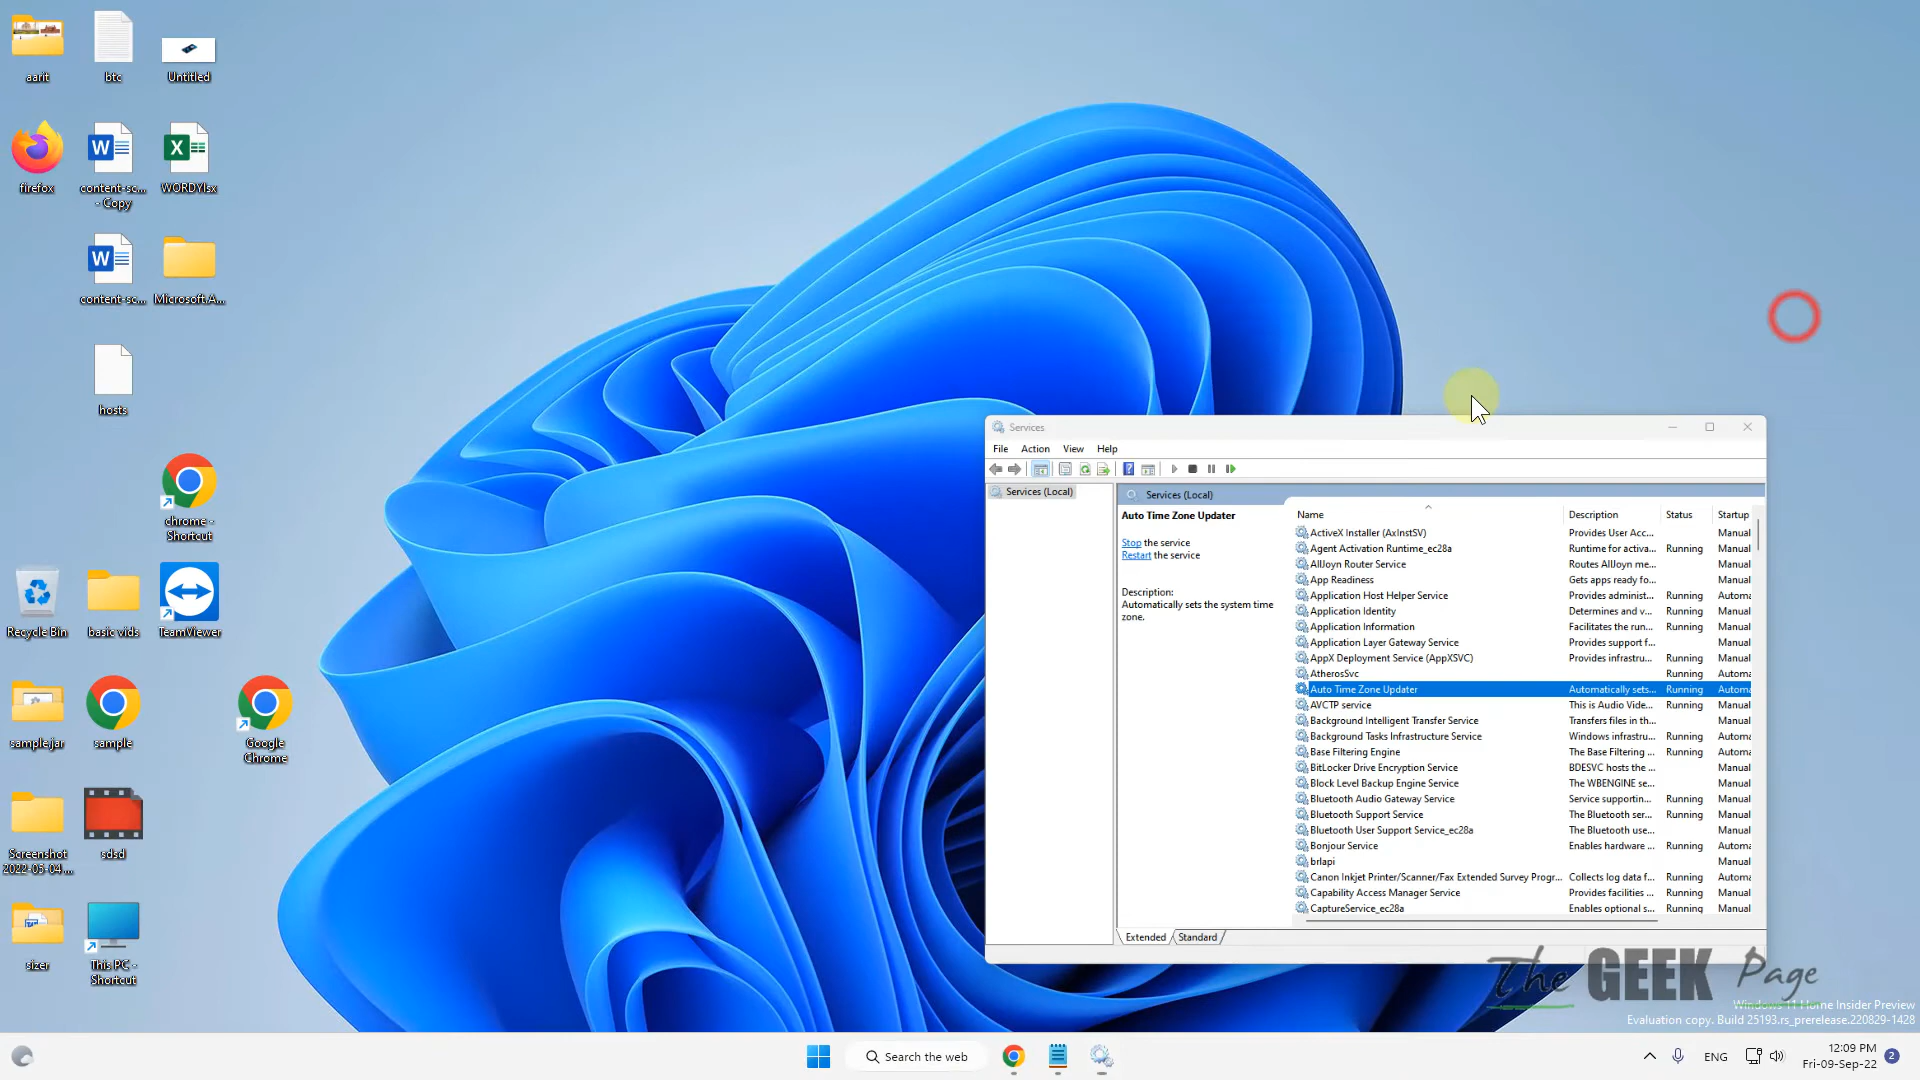 aarit
btc
Untitled
firefox
content-sc...
- Copy
WORDYlsx
content-sc...
Microsoft A...
hosts
chrome -
Shortcut
Recycle Bin
basic vids
TeamViewer
sample.jar
sample
Google
Chrome
Screenshot
2022-05-04...
sdsd
sizer
This PC -
Shortcut
Services
File Action View Help
Services (Local)
Services (Local)
Auto Time Zone Updater
Stop the service
Restart the service
Description:
Automatically sets the system time
zone.
Name Description Status Startup
ActiveX Installer (AxInstSV) Provides User Acc... Manual
Agent Activation Runtime_ec28a Runtime for activa... Running Manual
AllJoyn Router Service Routes AllJoyn me... Manual
App Readiness Gets apps ready fo... Manual
Application Host Helper Service Provides administ... Running Automa
Application Identity Determines and v... Running Manual
Application Information Facilitates the run... Running Manual
Application Layer Gateway Service Provides support f... Manual
AppX Deployment Service (AppXSVC) Provides infrastru... Running Manual
AtherosSvc Running Automa
Auto Time Zone Updater Automatically sets... Running Automa
AVCTP service This is Audio Vide... Running Manual
Background Intelligent Transfer Service Transfers files in th... Manual
Background Tasks Infrastructure Service Windows infrastru... Running Automa
Base Filtering Engine The Base Filtering ... Running Automa
BitLocker Drive Encryption Service BDESVC hosts the ... Manual
Block Level Backup Engine Service The WBENGINE se... Manual
Bluetooth Audio Gateway Service Service supportin... Running Manual
Bluetooth Support Service The Bluetooth ser... Running Manual
Bluetooth User Support Service_ec28a The Bluetooth use... Manual
Bonjour Service Enables hardware ... Running Automa
brlapi Manual
Canon Inkjet Printer/Scanner/Fax Extended Survey Progr... Collects log data f... Running Automa
Capability Access Manager Service Provides facilities ... Running Manual
CaptureService_ec28a Enables optional s... Running Manual
Extended Standard
The GEEK Page
Windows 11 Home Insider Preview
Evaluation copy. Build 25193.rs_prerelease.220829-1428
Search the web
ENG
12:09 PM
Fri-09-Sep-22
2